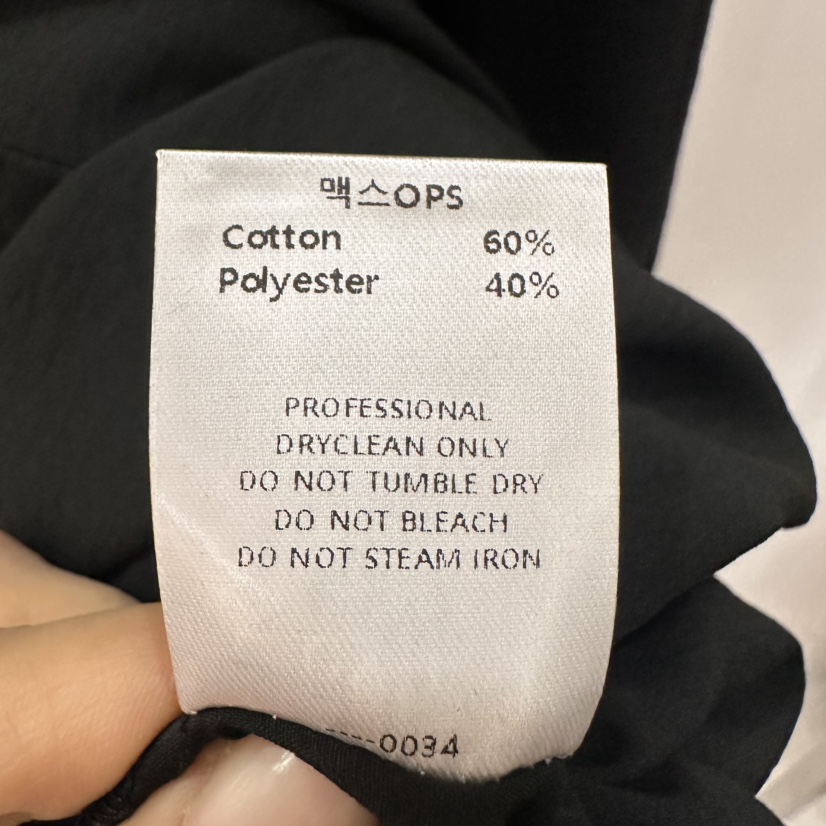 맥스OPS
Cotton 60%
Polyester 40%
PROFESSIONAL
DRYCLEAN ONLY
DO NOT TUMBLE DRY
DO NOT BLEACH
DO NOT STEAM IRON
----0034